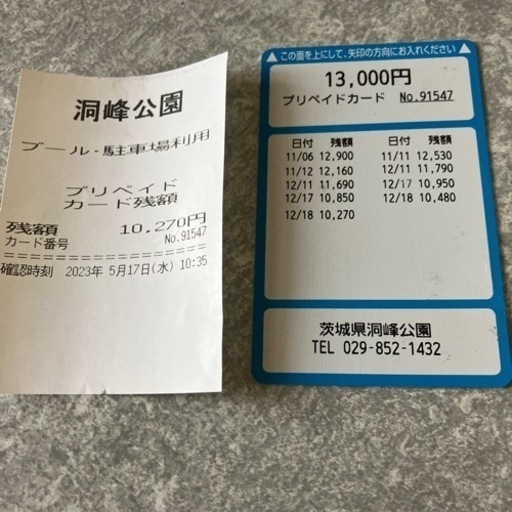 洞峰公園
プール・駐車場利用
プリペイド
カード残額
残額 10,270円
カード番号 No.91547
====================
確認時刻 2023年 5月17日(水) 10:35
▲この面を上にして、矢印の方向にお入れください▲
13,000円
プリペイドカード No.91547
日付 残額 日付 残額
11/06 12,900 11/11 12,530
11/12 12,160 12/11 11,790
12/11 11,690 12/17 10,950
12/17 10,850 12/18 10,480
12/18 10,270
茨城県洞峰公園
TEL 029-852-1432